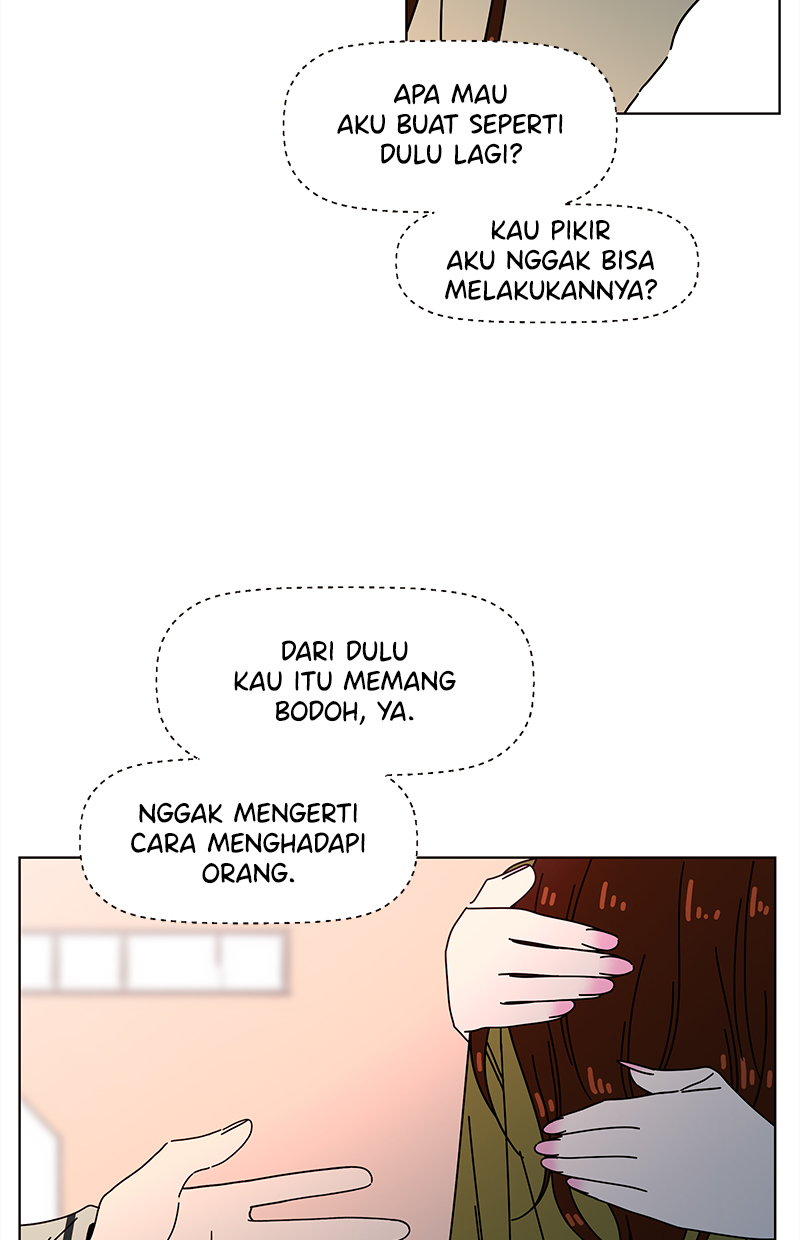 APA MAU
AKU BUAT SEPERTI
DULU LAGI?
KAU PIKIR
AKU NGGAK BISA
MELAKUKANNYA?
DARI DULU
KAU ITU MEMANG
BODOH, YA.
NGGAK MENGERTI
CARA MENGHADAPI
ORANG.